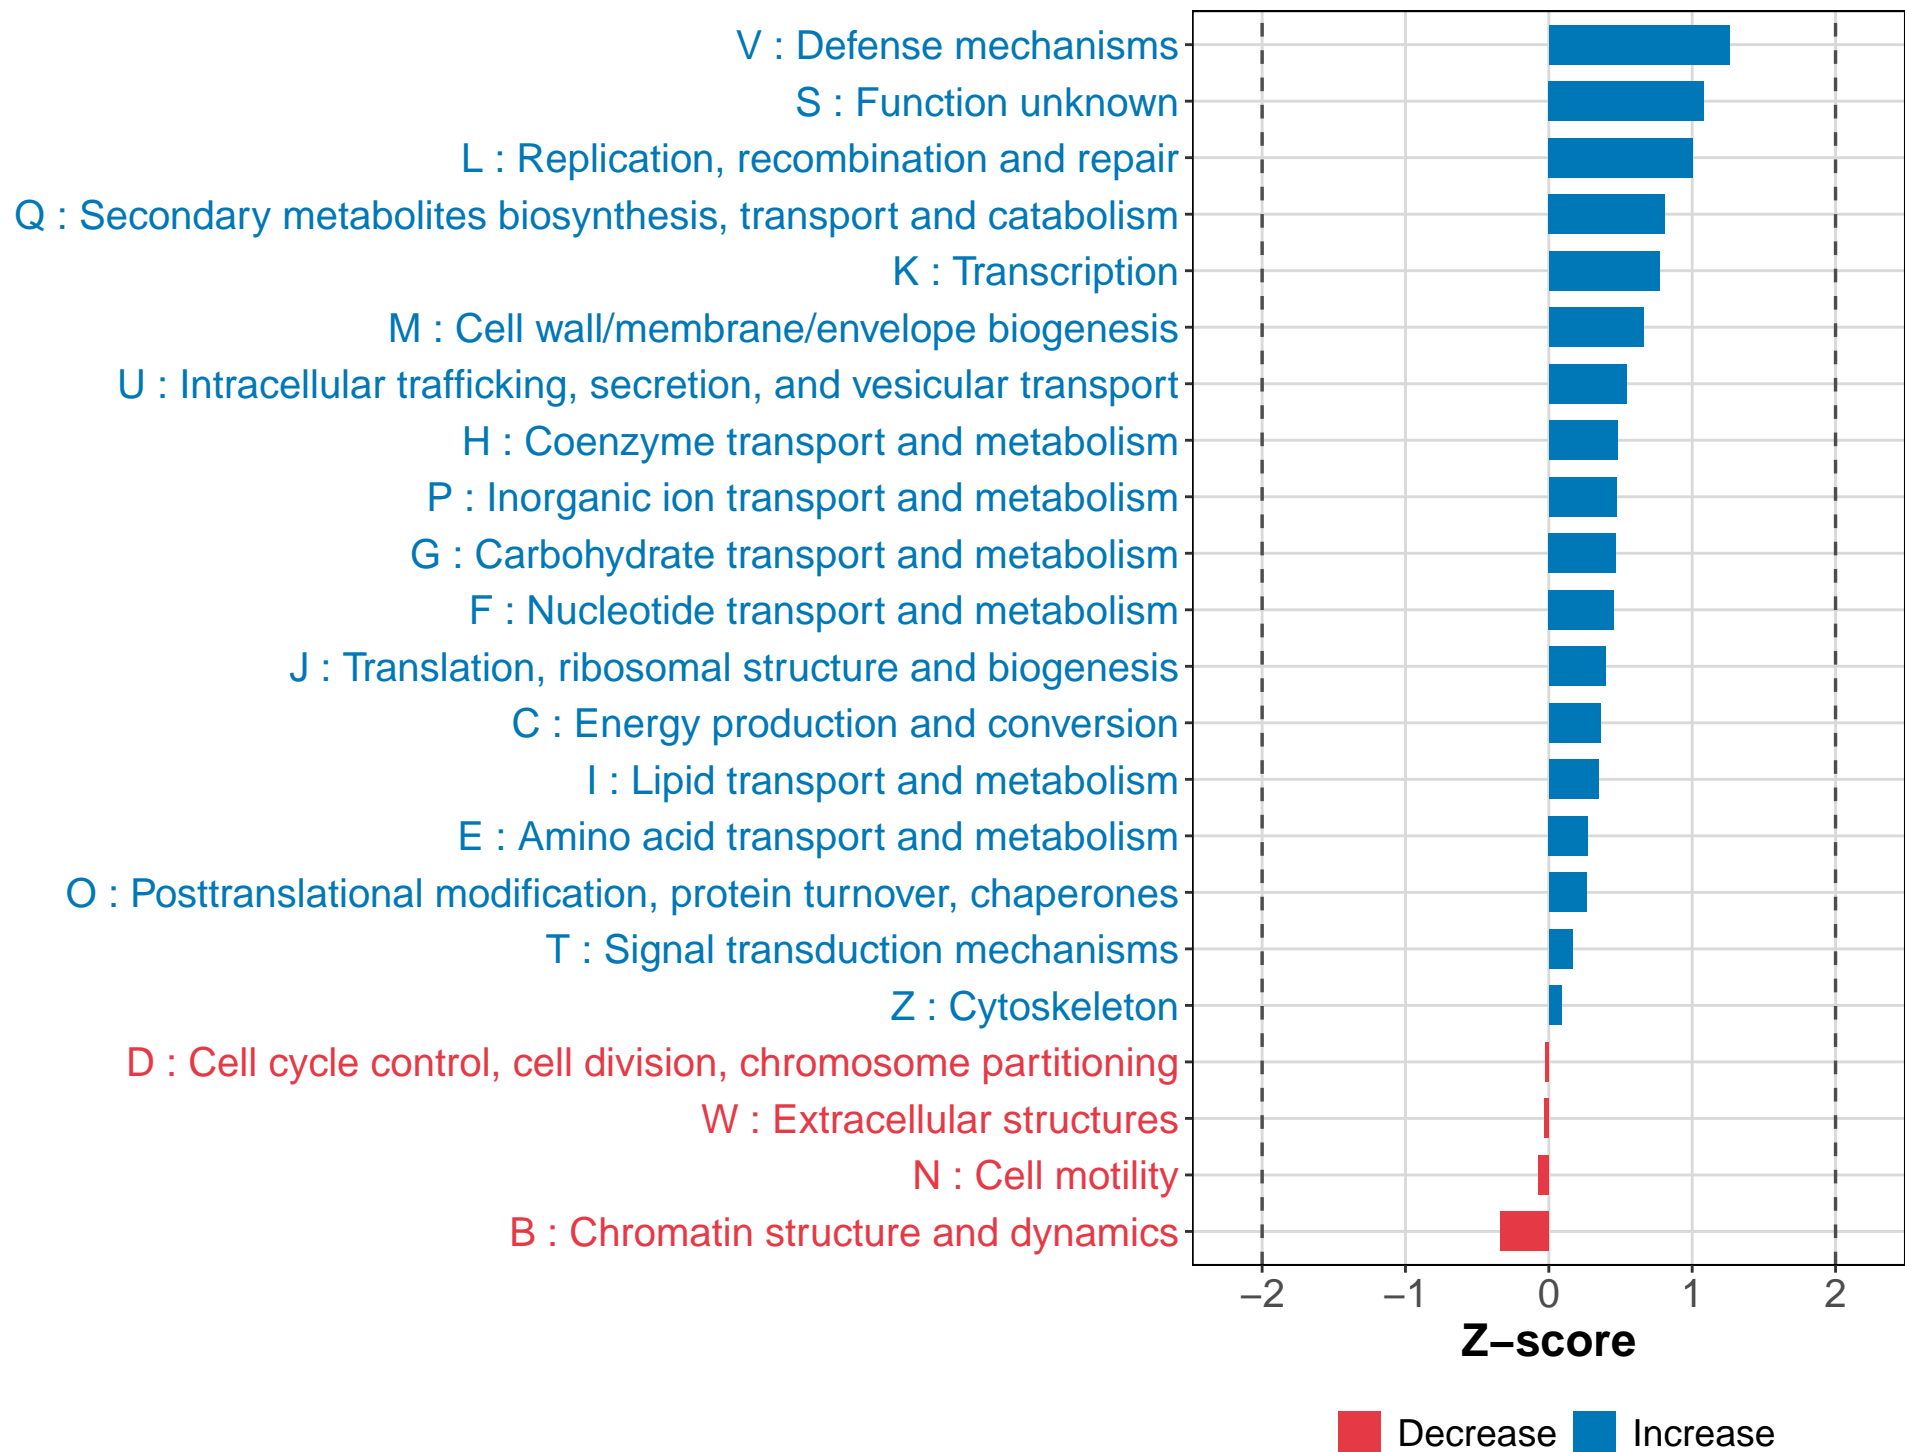 V : Defense mechanisms
S : Function unknown
L : Replication, recombination and repair
Q : Secondary metabolites biosynthesis, transport and catabolism
K : Transcription
M : Cell wall/membrane/envelope biogenesis
U : Intracellular trafficking, secretion, and vesicular transport
H : Coenzyme transport and metabolism
P : Inorganic ion transport and metabolism
G : Carbohydrate transport and metabolism
F : Nucleotide transport and metabolism
J : Translation, ribosomal structure and biogenesis
C : Energy production and conversion
I : Lipid transport and metabolism
E : Amino acid transport and metabolism
O : Posttranslational modification, protein turnover, chaperones
T : Signal transduction mechanisms
Z : Cytoskeleton
D : Cell cycle control, cell division, chromosome partitioning
W : Extracellular structures
N : Cell motility
B : Chromatin structure and dynamics
−2 −1 0 1 2
Z−score
Decrease Increase